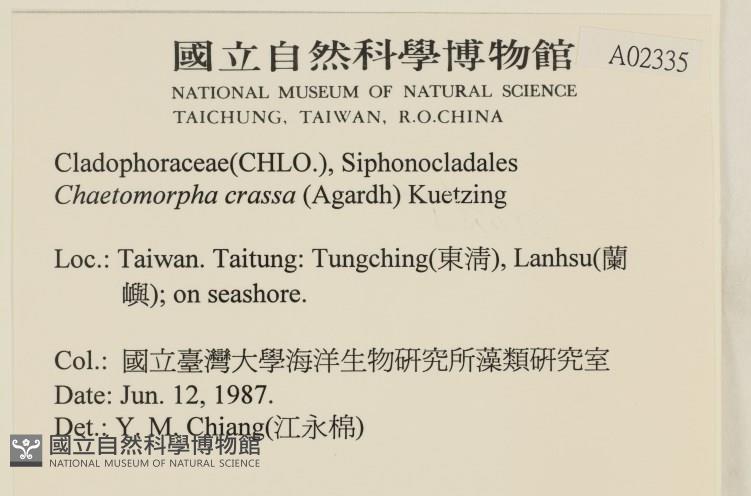 國立自然科學博物館
A02335
NATIONAL MUSEUM OF NATURAL SCIENCE
TAICHUNG, TAIWAN, R.O.CHINA
Cladophoraceae(CHLO.), Siphonocladales
Chaetomorpha crassa (Agardh) Kuetzing
Loc.: Taiwan. Taitung: Tungching(東清), Lanhsu(蘭
嶼); on seashore.
Col.: 國立臺灣大學海洋生物研究所藻類研究室
Date: Jun. 12, 1987.
Det.: Y. M. Chiang(江永棉)
國立自然科學博物館
NATIONAL MUSEUM OF NATURAL SCIENCE